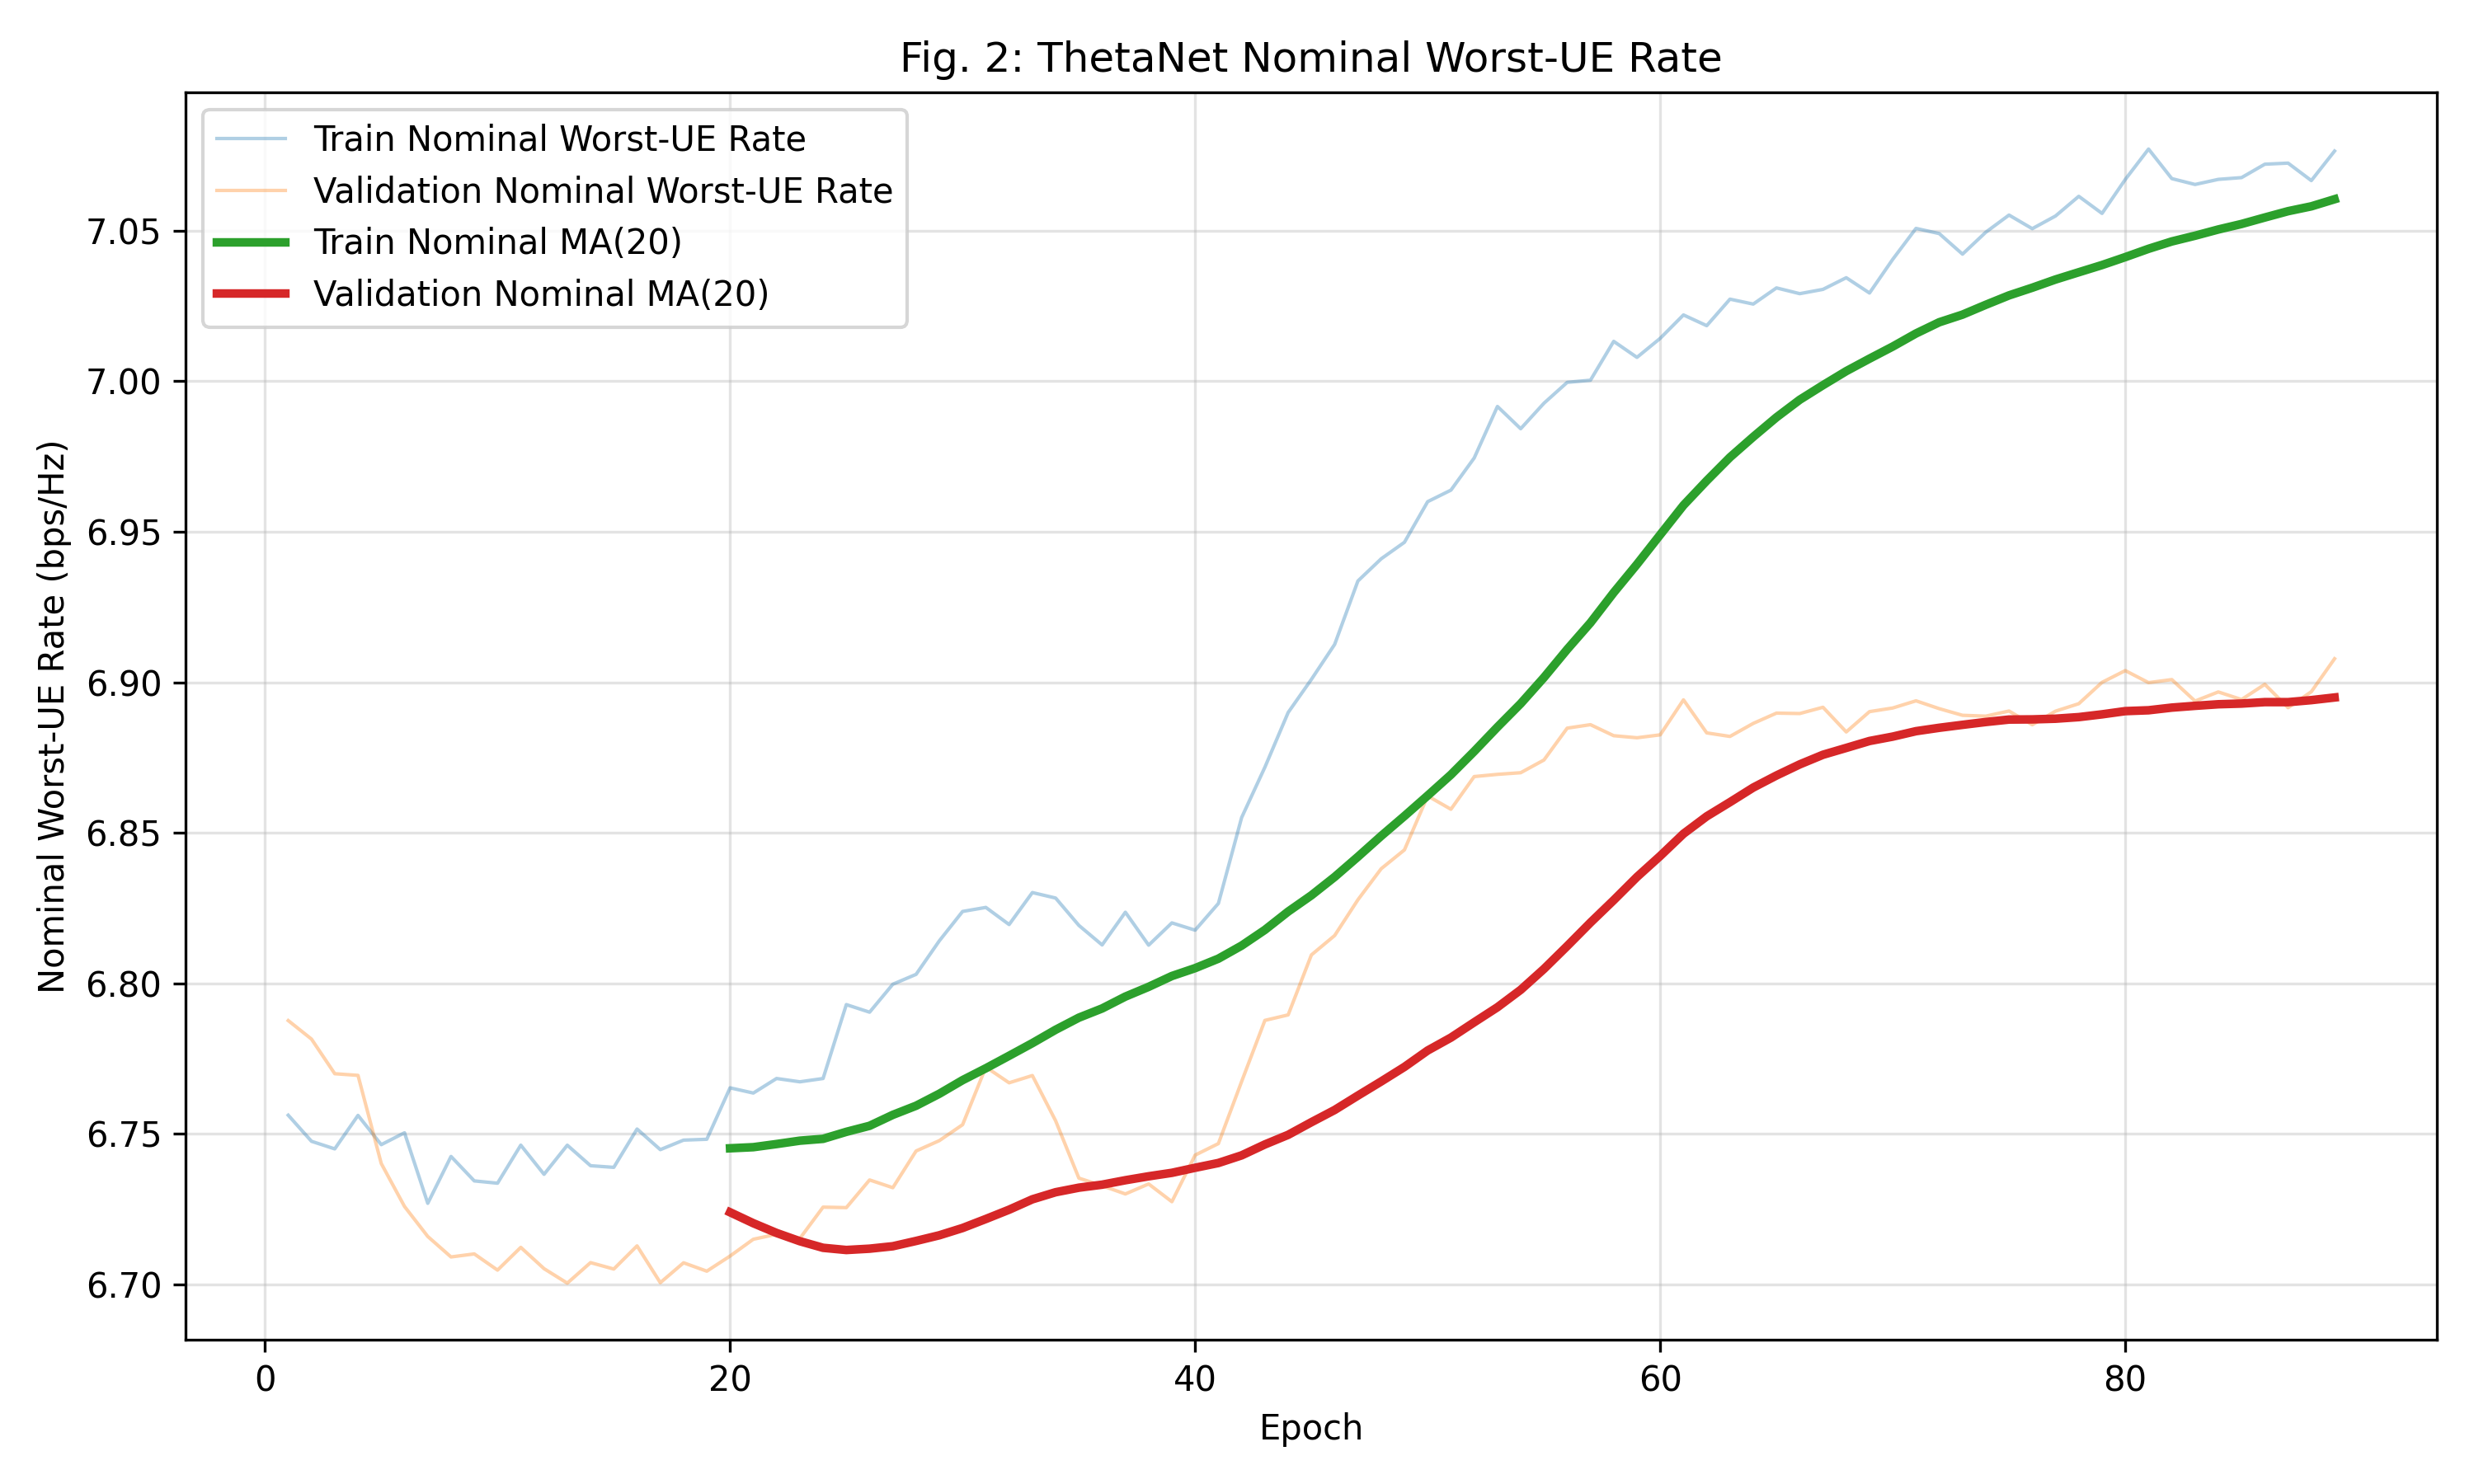 Fig. 2: ThetaNet Nominal Worst-UE Rate
Train Nominal Worst-UE Rate
Validation Nominal Worst-UE Rate
Train Nominal MA(20)
Validation Nominal MA(20)
Nominal Worst-UE Rate (bps/Hz)
7.05
7.00
6.95
6.90
6.85
6.80
6.75
6.70
0 20 40 60 80
Epoch